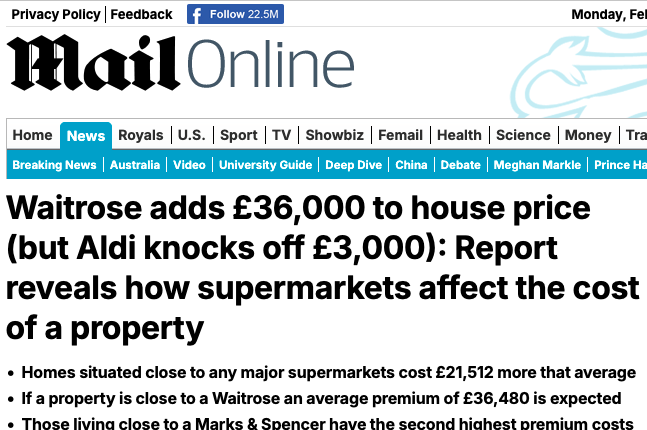 Privacy Policy | Feedback Follow 22.5M Monday, Feb
Mail Online
Home News Royals U.S. Sport TV Showbiz Femail Health Science Money Tra
Breaking News Australia Video University Guide Deep Dive China Debate Meghan Markle Prince Ha
Waitrose adds £36,000 to house price
(but Aldi knocks off £3,000): Report
reveals how supermarkets affect the cost
of a property
• Homes situated close to any major supermarkets cost £21,512 more that average
• If a property is close to a Waitrose an average premium of £36,480 is expected
• Those living close to a Marks & Spencer have the second highest premium costs